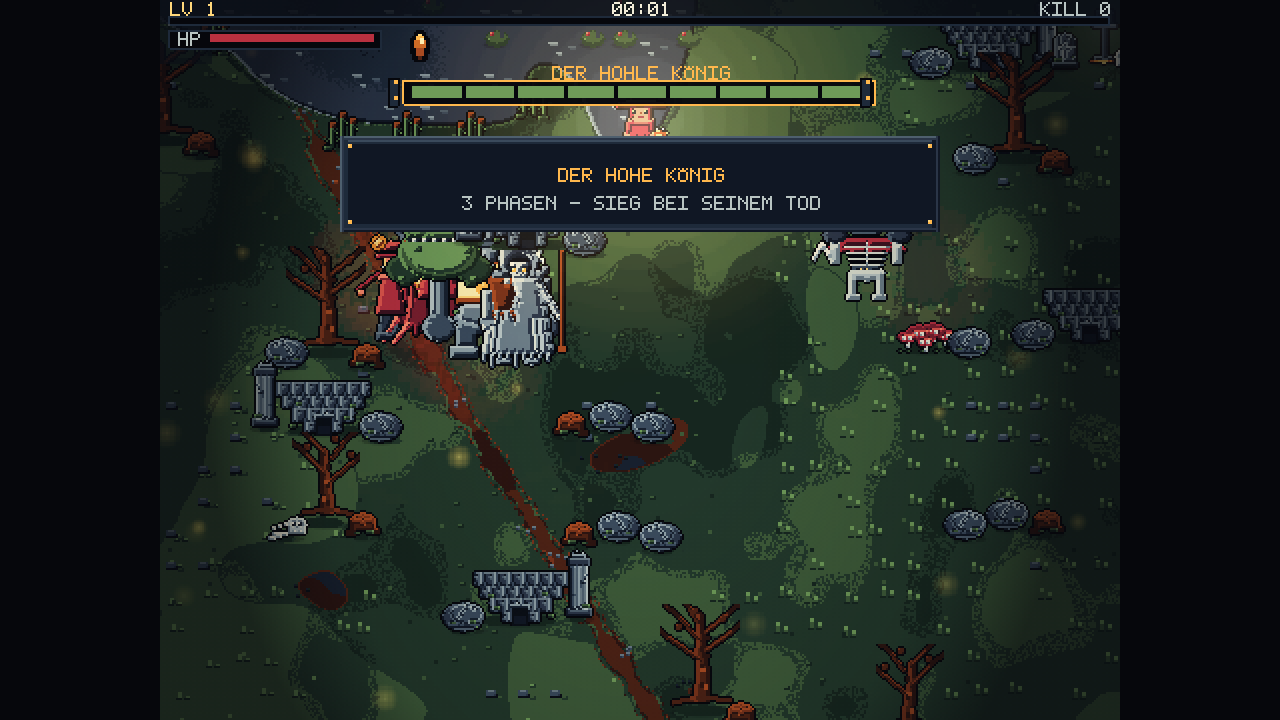 LV 1
00:01
KILL 0
HP
DER HOHLE KÖNIG
DER HOHE KÖNIG
3 PHASEN - SIEG BEI SEINEM TOD